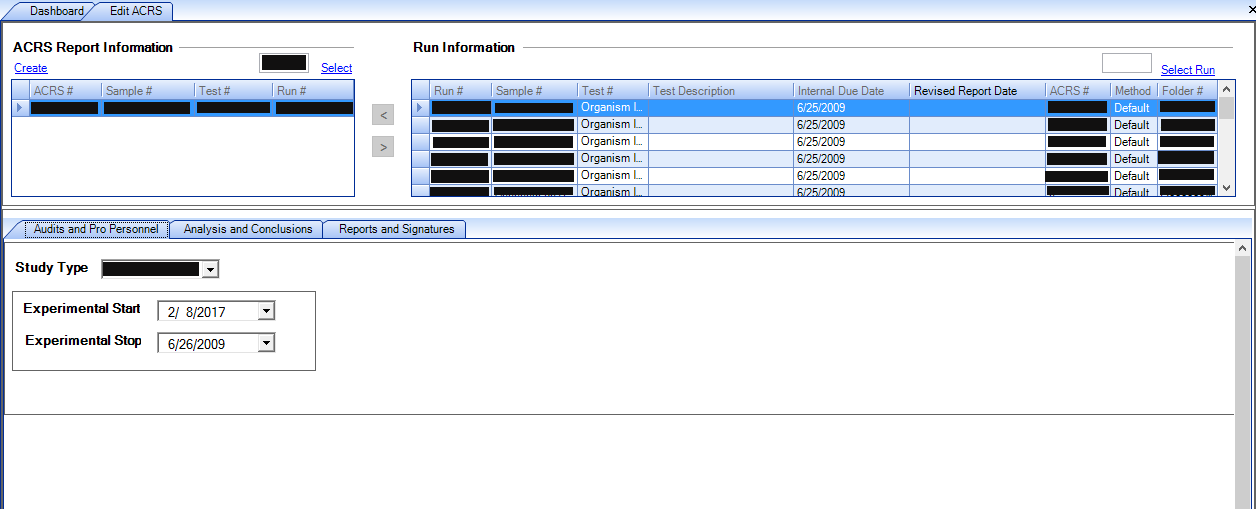 Dashboard Edit ACRS
ACRS Report Information
Create Select
ACRS # Sample # Test # Run #
<
>
Run Information
Select Run
Run # Sample # Test # Test Description Internal Due Date Revised Report Date ACRS # Method Folder #
Organism I... 6/25/2009 Default
Organism I... 6/25/2009 Default
Organism I... 6/25/2009 Default
Organism I... 6/25/2009 Default
Organism I... 6/25/2009 Default
Organism I... 6/25/2009 Default
Audits and Pro Personnel Analysis and Conclusions Reports and Signatures
Study Type
Experimental Start 2/ 8/2017
Experimental Stop 6/26/2009